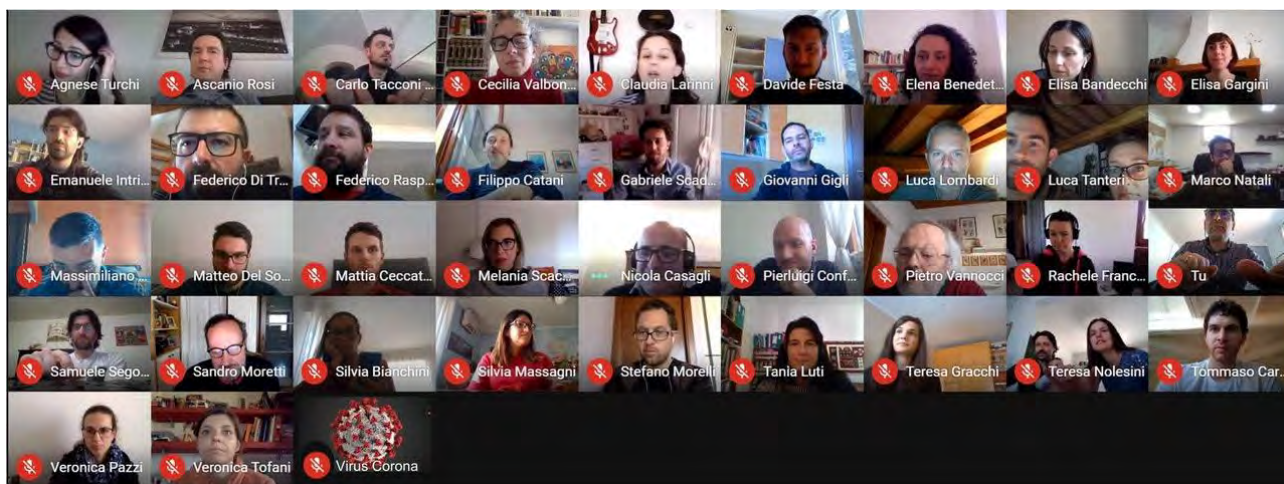 Agnese Turchi
Ascanio Rosi
Carlo Tacconi ...
Cecilia Valbon...
Claudia Larinni
Davide Festa
Elena Benedet...
Elisa Bandecchi
Elisa Gargini
Emanuele Intri...
Federico Di Tr...
Federico Rasp...
Filippo Catani
Gabriele Scad...
Giovanni Gigli
Luca Lombardi
Luca Tanteri
Marco Natali
Massimiliano ...
Matteo Del So...
Mattia Ceccat...
Melania Scac...
Nicola Casagli
Pierluigi Conf...
Pietro Vannocci
Rachele Franc...
Tu
Samuele Sego...
Sandro Moretti
Silvia Bianchini
Silvia Massagni
Stefano Morelli
Tania Luti
Teresa Gracchi
Teresa Nolesini
Tommaso Car...
Veronica Pazzi
Veronica Tofani
Virus Corona